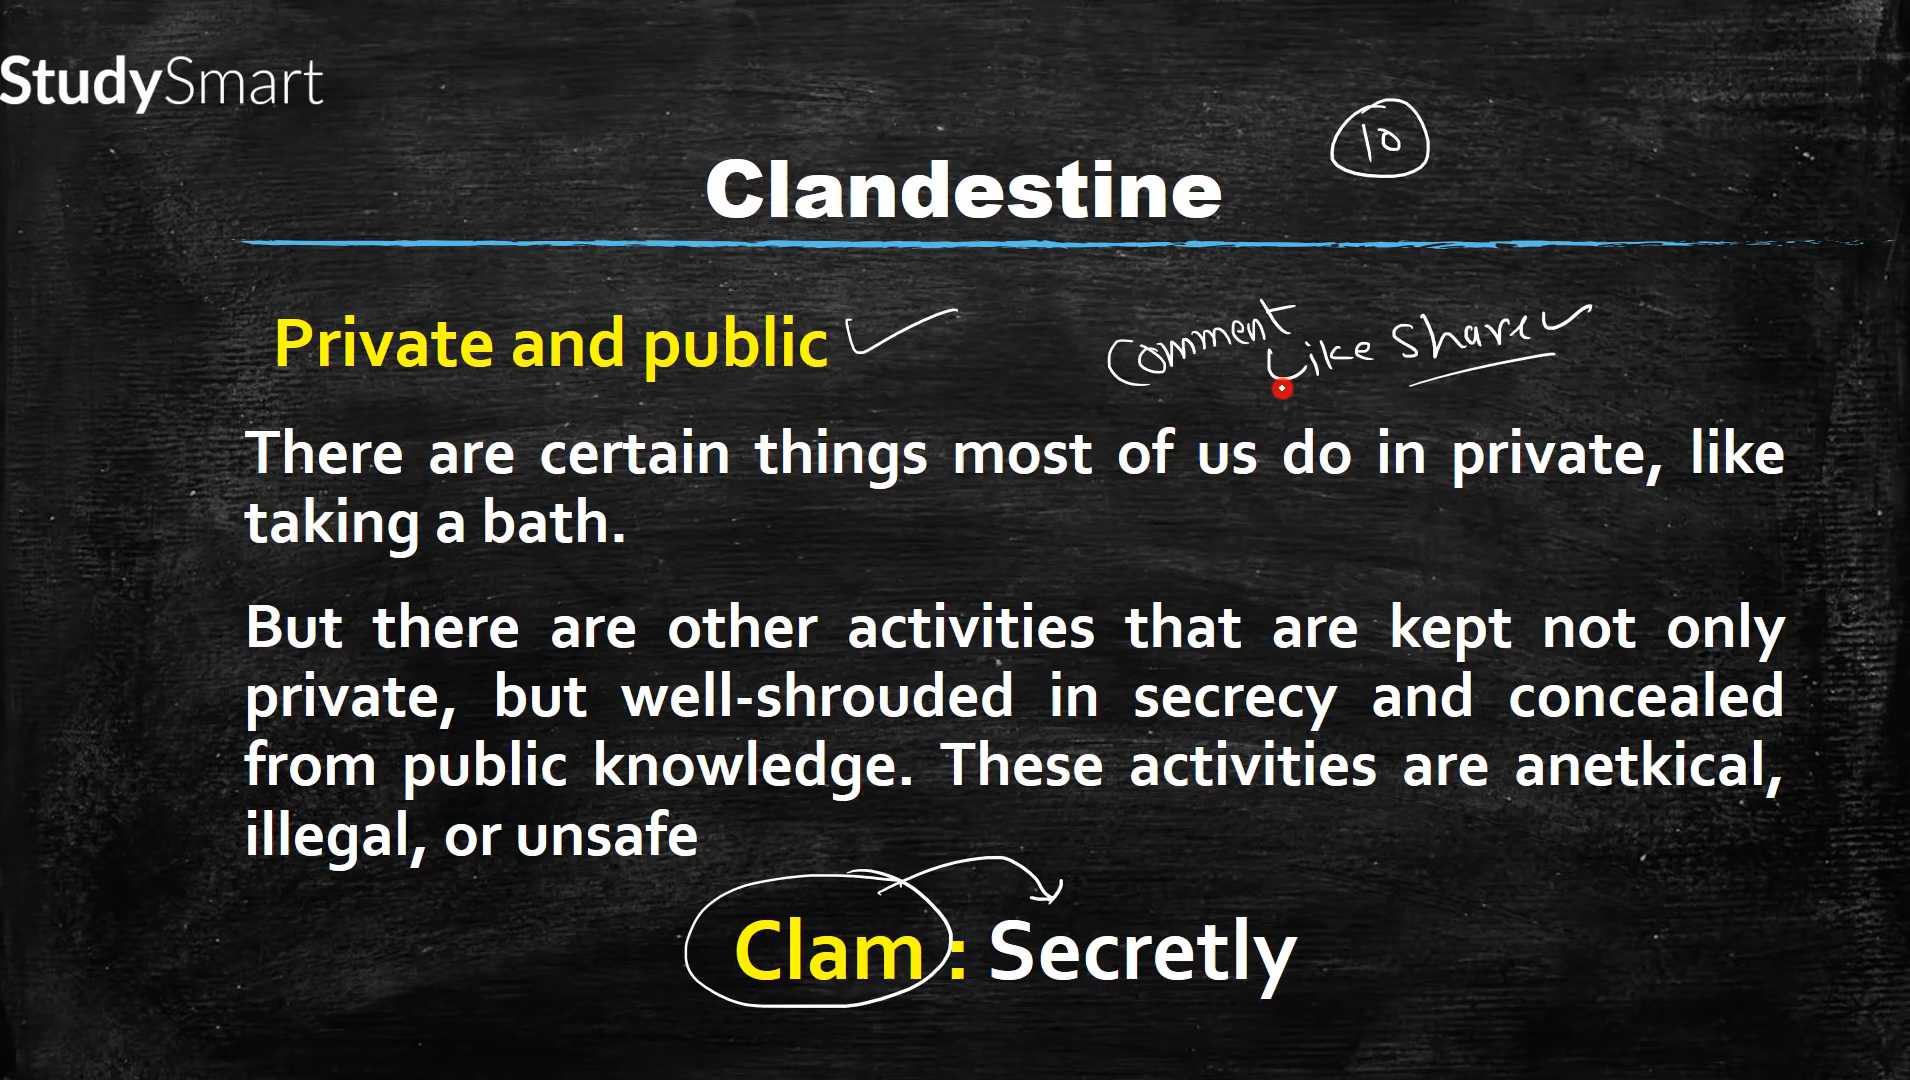 StudySmart
10
Clandestine
Private and public
Comment Like Share
There are certain things most of us do in private, like
taking a bath.
But there are other activities that are kept not only
private, but well-shrouded in secrecy and concealed
from public knowledge. These activities are anetkical,
illegal, or unsafe
Clam : Secretly